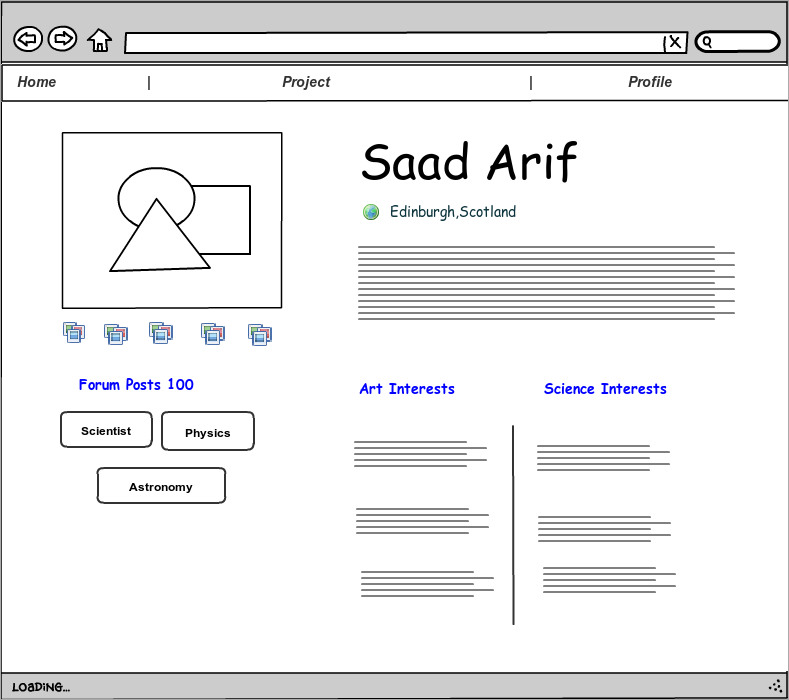 Home | Project | Profile
Saad Arif
Edinburgh,Scotland
Forum Posts 100
Scientist
Physics
Astronomy
Art Interests
Science Interests
LOADING...